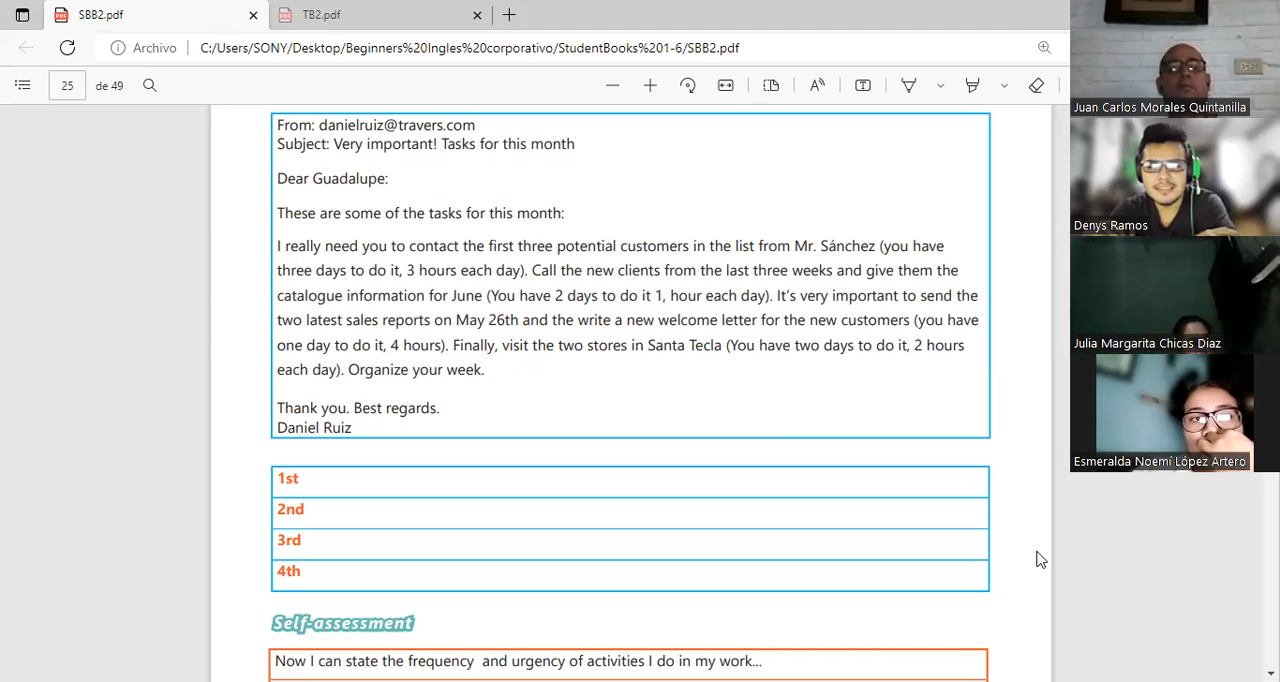 SBB2.pdf
TB2.pdf
Archivo
C:/Users/SONY/Desktop/Beginners%20Ingles%20corporativo/StudentBooks%201-6/SBB2.pdf
25 de 49
From: danielruiz@travers.com
Subject: Very important! Tasks for this month
Dear Guadalupe:
These are some of the tasks for this month:
I really need you to contact the first three potential customers in the list from Mr. Sánchez (you have
three days to do it, 3 hours each day). Call the new clients from the last three weeks and give them the
catalogue information for June (You have 2 days to do it 1, hour each day). It’s very important to send the
two latest sales reports on May 26th and the write a new welcome letter for the new customers (you have
one day to do it, 4 hours). Finally, visit the two stores in Santa Tecla (You have two days to do it, 2 hours
each day). Organize your week.
Thank you. Best regards.
Daniel Ruiz
1st
2nd
3rd
4th
Self-assessment
Now I can state the frequency and urgency of activities I do in my work...
Juan Carlos Morales Quintanilla
Denys Ramos
Julia Margarita Chicas Diaz
Esmeralda Noemí López Artero